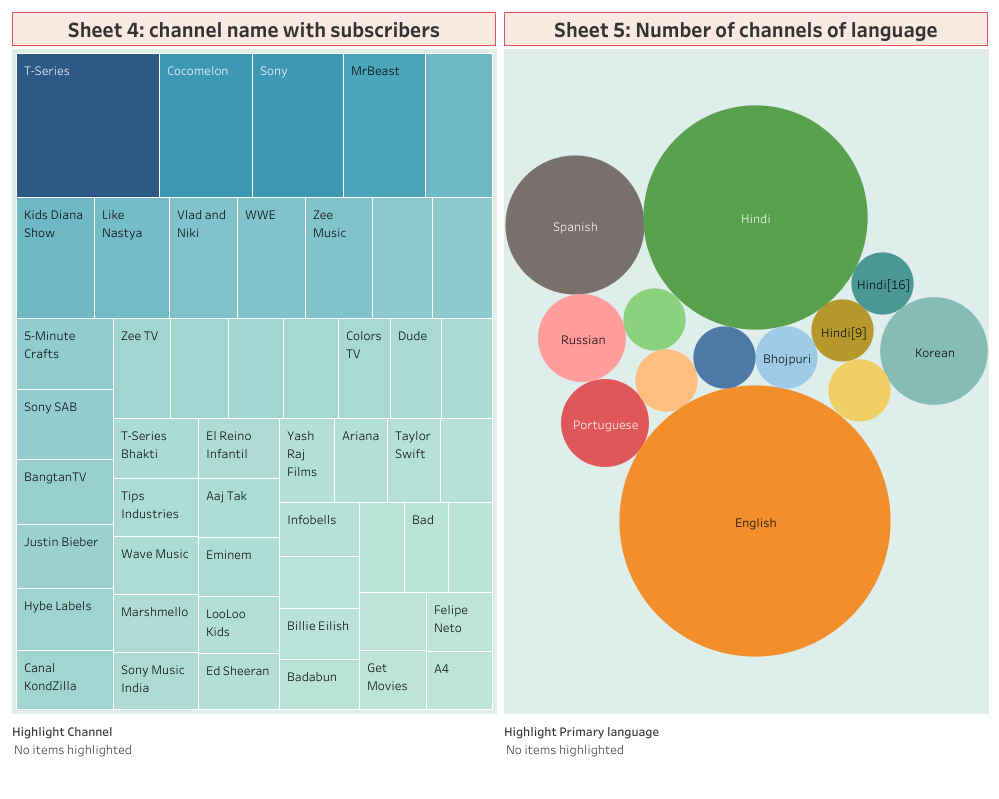 Sheet 4: channel name with subscribers
Sheet 5: Number of channels of language
T-Series
Cocomelon
Sony
MrBeast
Kids Diana
Show
Like
Nastya
Vlad and
Niki
WWE
Zee
Music
5-Minute
Crafts
Sony SAB
BangtanTV
Justin Bieber
Hybe Labels
Canal
KondZilla
Zee TV
Colors
TV
Dude
T-Series
Bhakti
Tips
Industries
Wave Music
Marshmello
Sony Music
India
El Reino
Infantil
Aaj Tak
Eminem
LooLoo
Kids
Ed Sheeran
Yash
Raj
Films
Ariana
Taylor
Swift
Infobells
Bad
Billie Eilish
Badabun
Felipe
Neto
Get
Movies
A4
Spanish
Hindi
Hindi[16]
Russian
Hindi[9]
Korean
Bhojpuri
Portuguese
English
Highlight Channel
No items highlighted
Highlight Primary language
No items highlighted